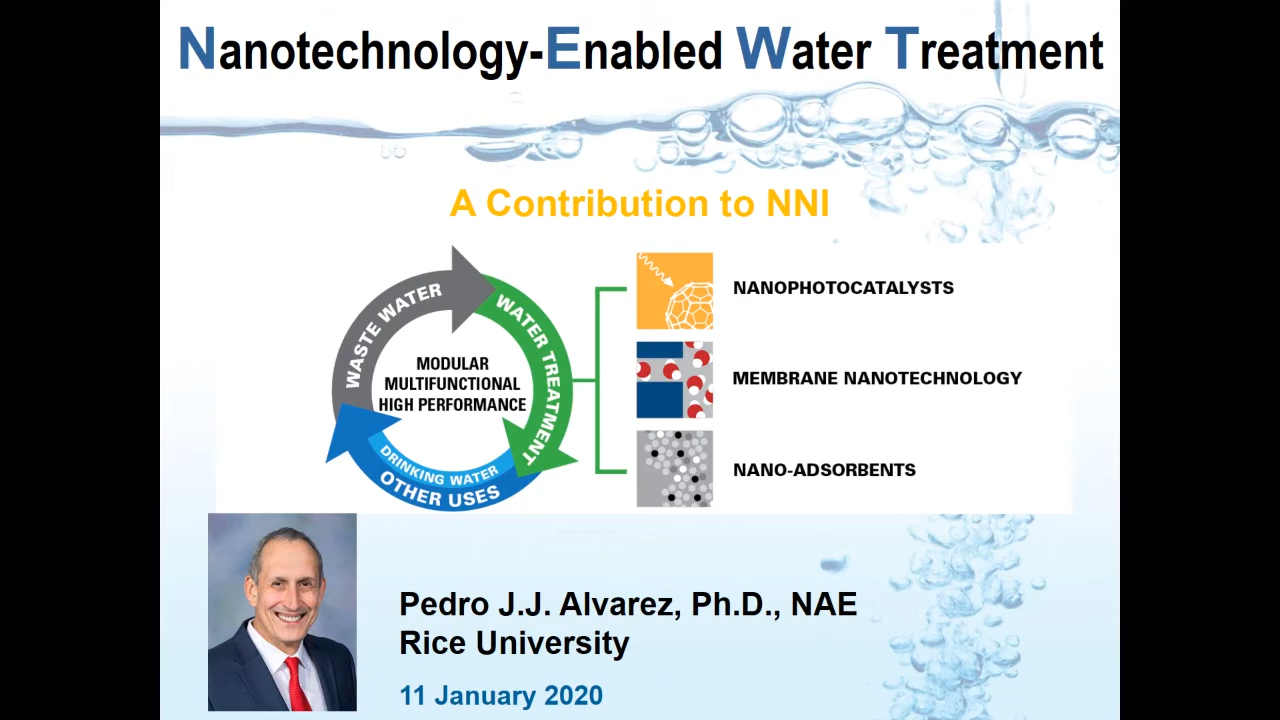 Nanotechnology-Enabled Water Treatment
A Contribution to NNI
WASTE WATER
WATER TREATMENT
MODULAR
MULTIFUNCTIONAL
HIGH PERFORMANCE
DRINKING WATER
OTHER USES
NANOPHOTOCATALYSTS
MEMBRANE NANOTECHNOLOGY
NANO-ADSORBENTS
Pedro J.J. Alvarez, Ph.D., NAE
Rice University
11 January 2020